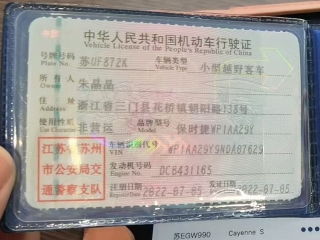 中华人民共和国机动车行驶证
Vehicle License of the People's Republic of China
号牌号码 苏UF872K 车辆类型 小型越野客车
Plate No. Vehicle Type
所有人 朱晶晶
Owner
住址 浙江省三门县花桥镇朝阳路138号
Address
使用性质 非营运 品牌型号 保时捷WP1AA29Y
Use Character Model
江苏省苏州 车辆识别代号 WP1AA29Y9NDA07629
VIN
市公安局交 发动机号码 DCB431165
Engine No.
通警察支队 注册日期 2022-07-05 发证日期 2022-07-05
Register Date Issue Date
苏EGW990 Cayenne S